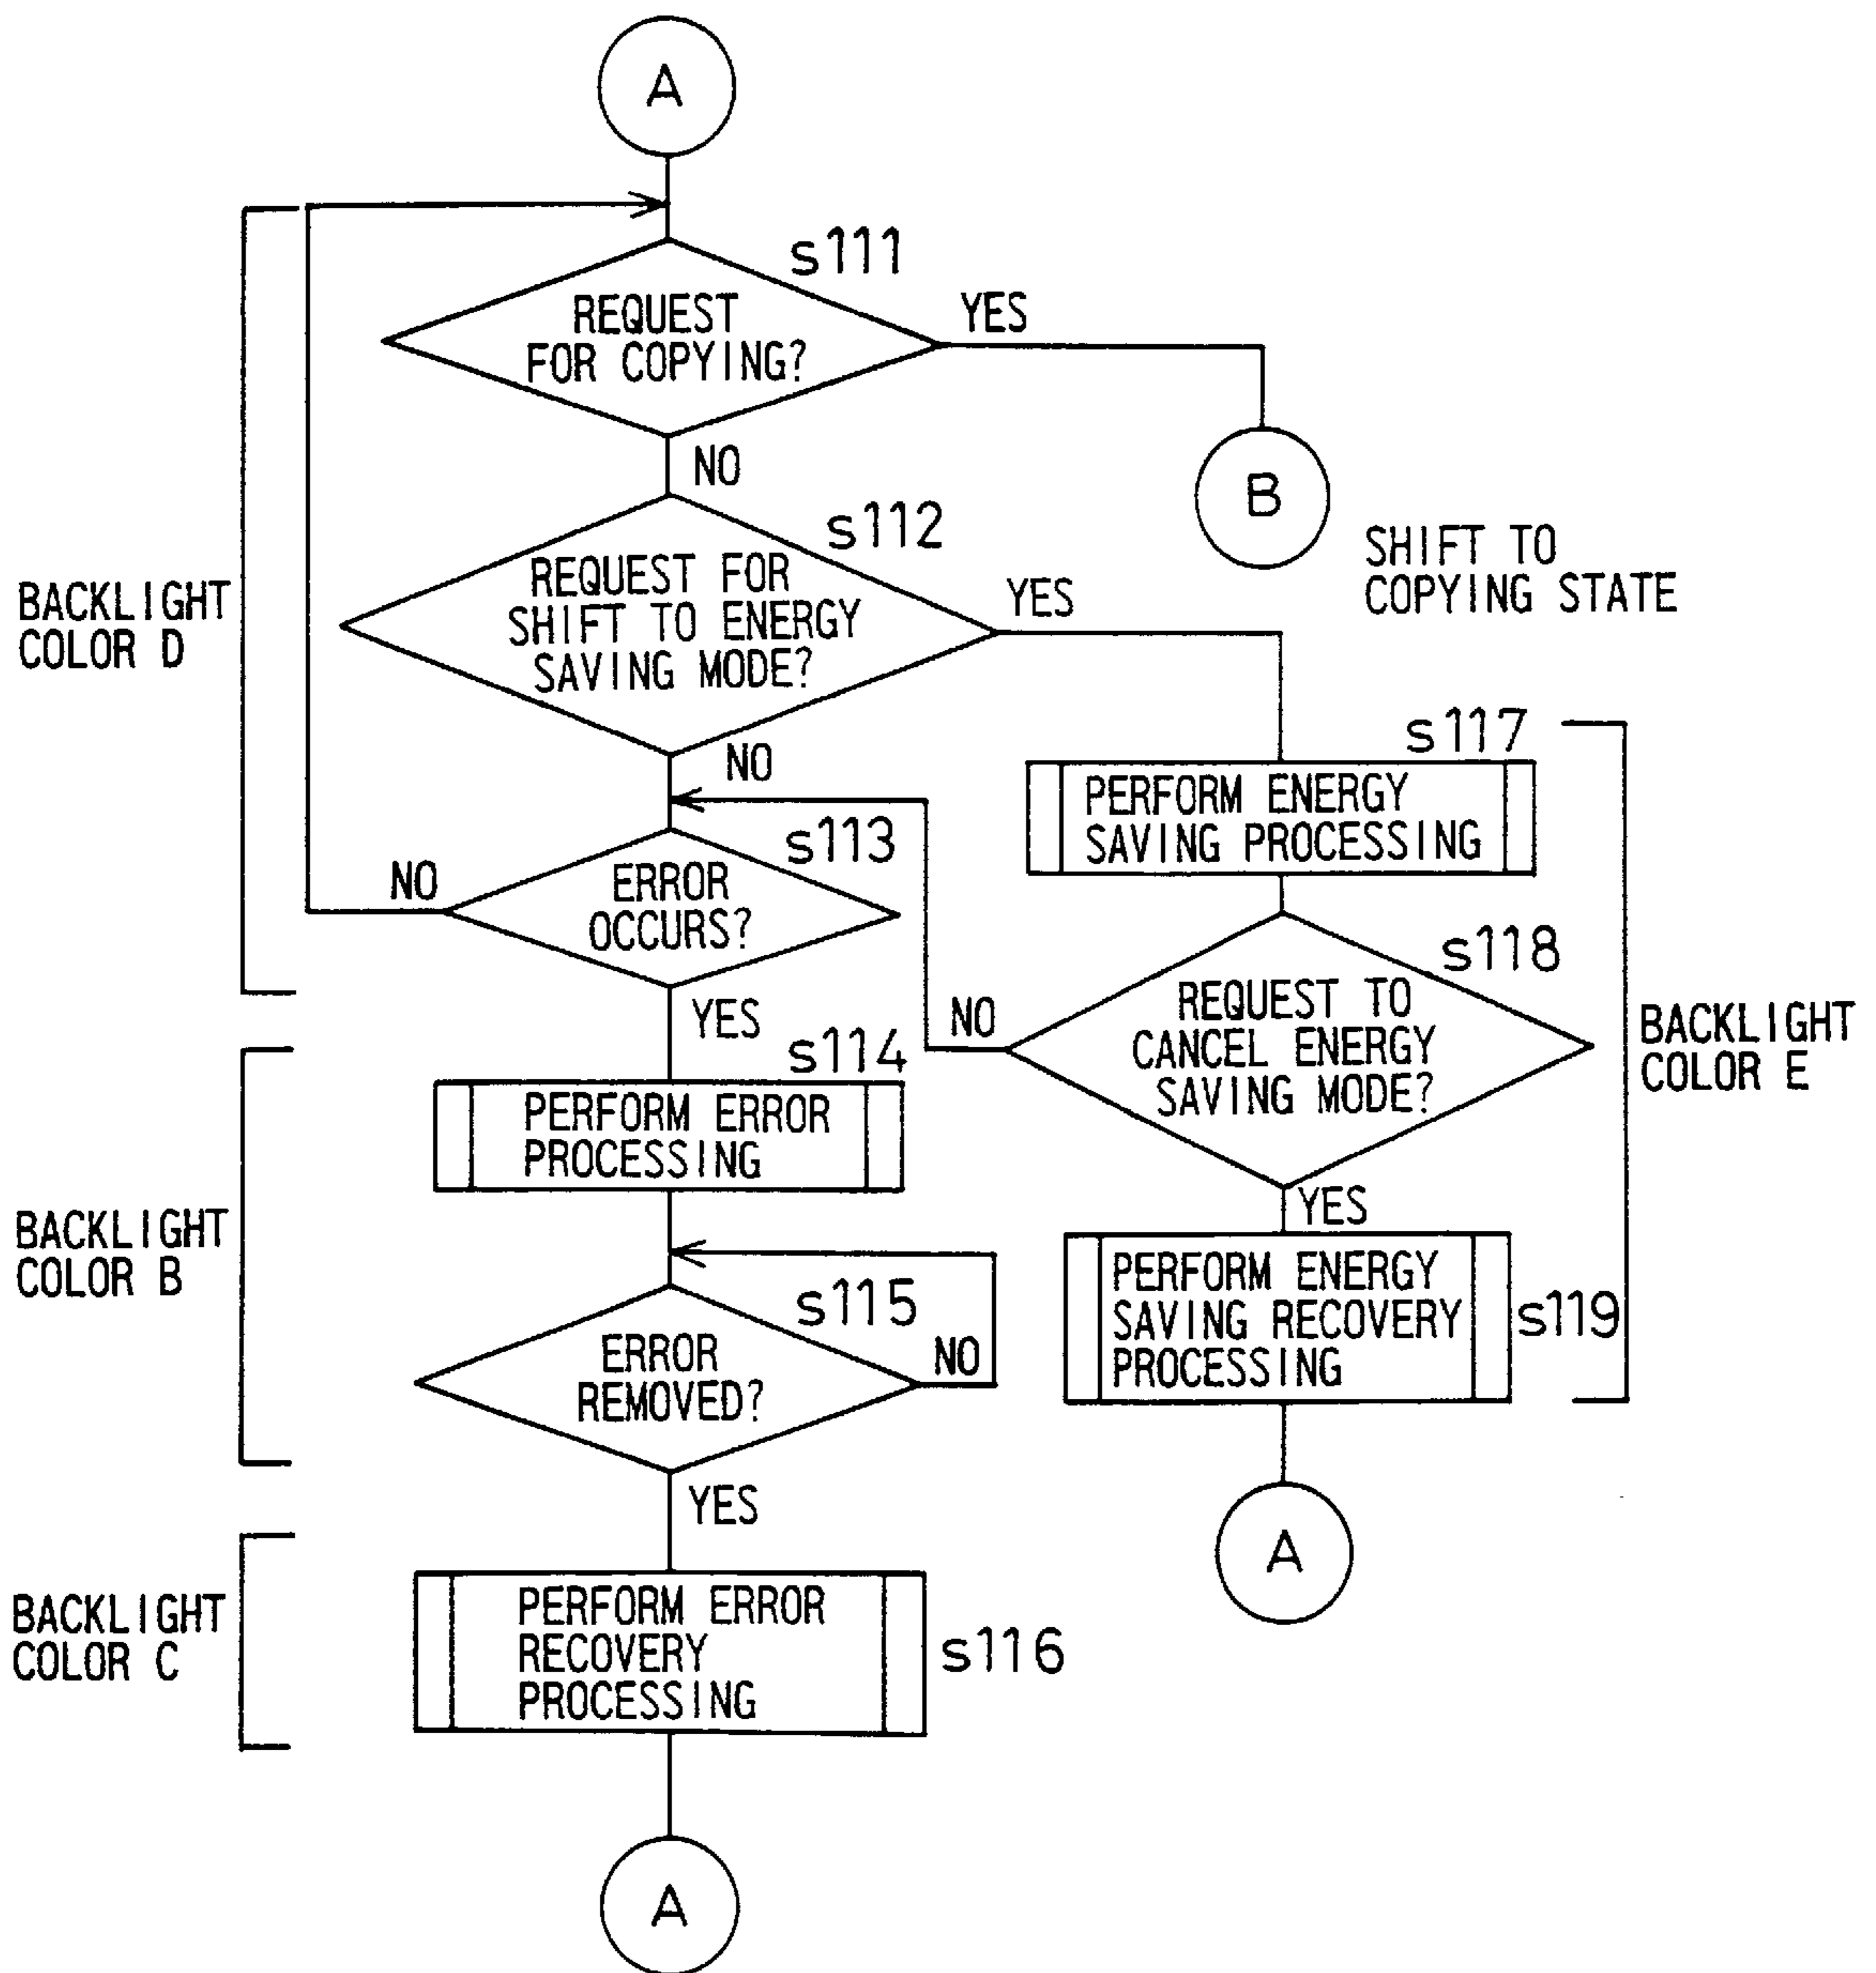 A
s111
REQUEST
FOR COPYING?
YES
NO
B
SHIFT TO
COPYING STATE
s112
REQUEST FOR
SHIFT TO ENERGY
SAVING MODE?
YES
NO
BACKLIGHT
COLOR D
s113
ERROR
OCCURS?
NO
YES
s117
PERFORM ENERGY
SAVING PROCESSING
s118
REQUEST TO
CANCEL ENERGY
SAVING MODE?
NO
YES
BACKLIGHT
COLOR E
s114
PERFORM ERROR
PROCESSING
BACKLIGHT
COLOR B
s115
ERROR
REMOVED?
NO
YES
PERFORM ENERGY
SAVING RECOVERY
PROCESSING
s119
A
BACKLIGHT
COLOR C
PERFORM ERROR
RECOVERY
PROCESSING
s116
A